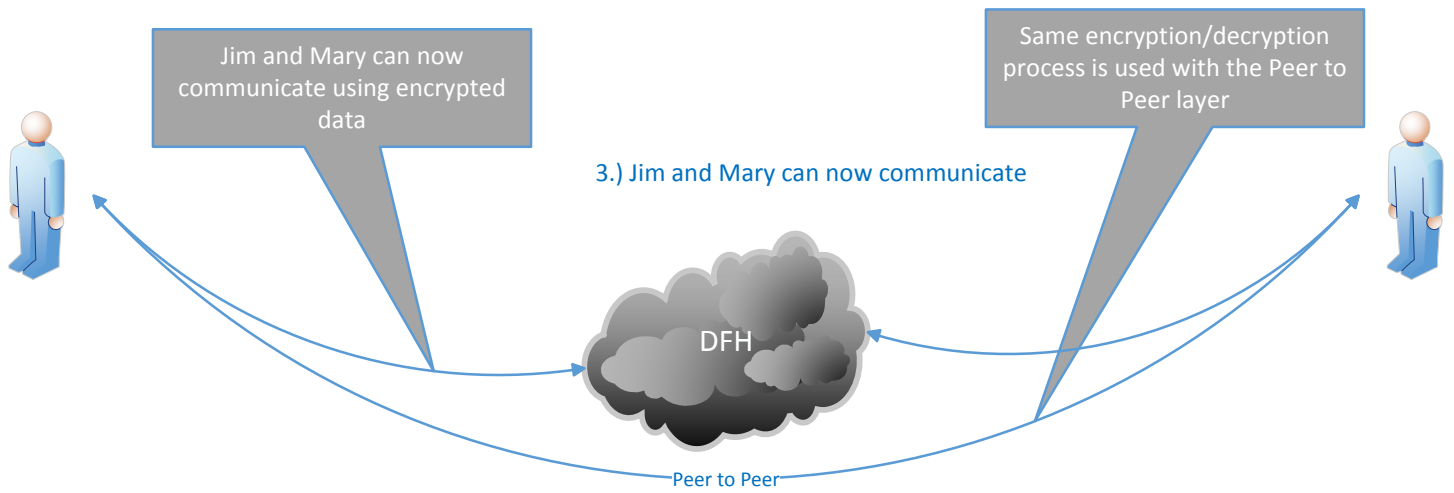 Jim and Mary can now
communicate using encrypted
data
Same encryption/decryption
process is used with the Peer to
Peer layer
3.) Jim and Mary can now communicate
DFH
Peer to Peer